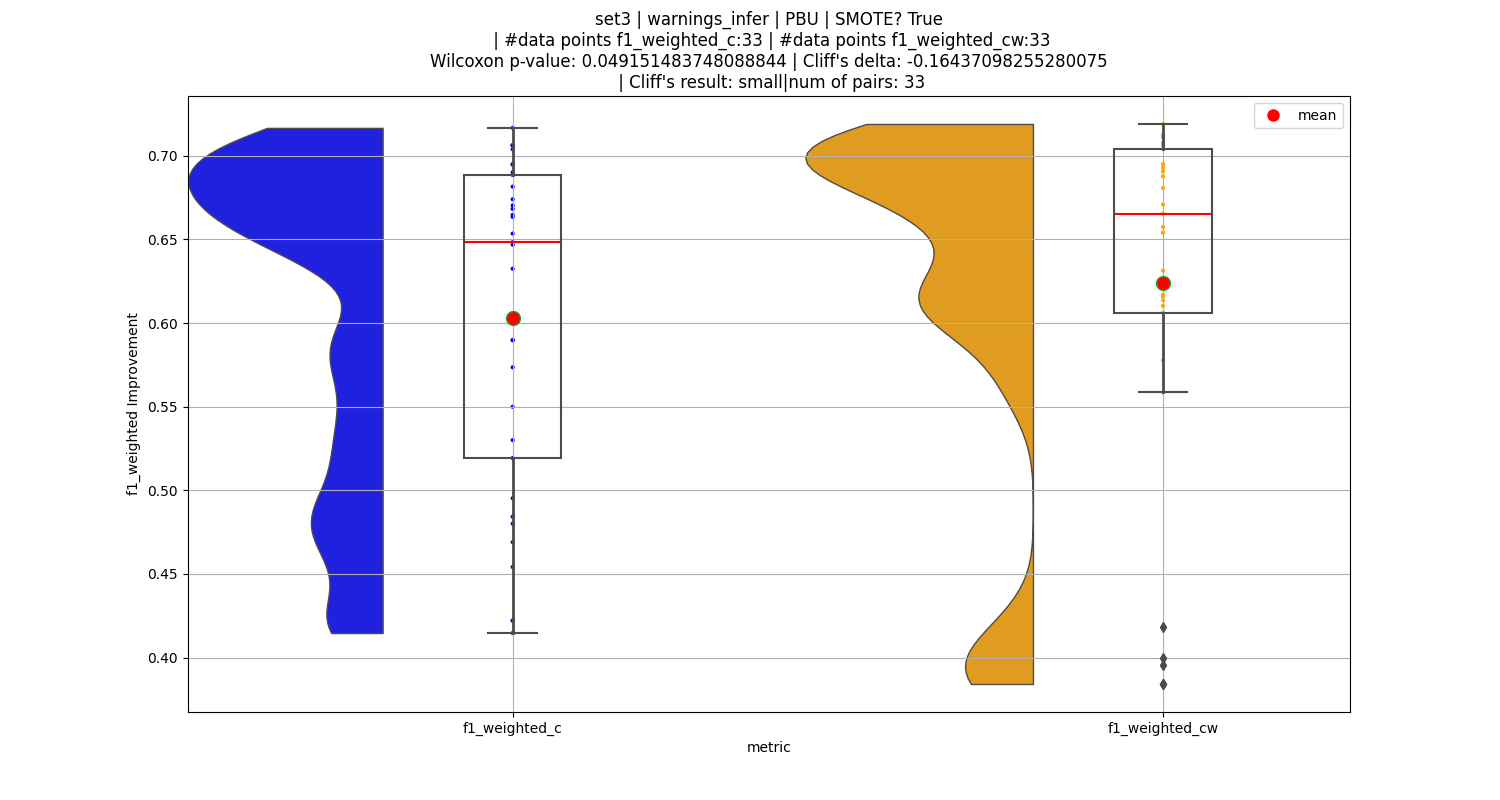 set3 | warnings_infer | PBU | SMOTE? True
| #data points f1_weighted_c:33 | #data points f1_weighted_cw:33
Wilcoxon p-value: 0.049151483748088844 | Cliff's delta: -0.16437098255280075
| Cliff's result: small|num of pairs: 33
mean
f1_weighted Improvement
0.70
0.65
0.60
0.55
0.50
0.45
0.40
f1_weighted_c
f1_weighted_cw
metric